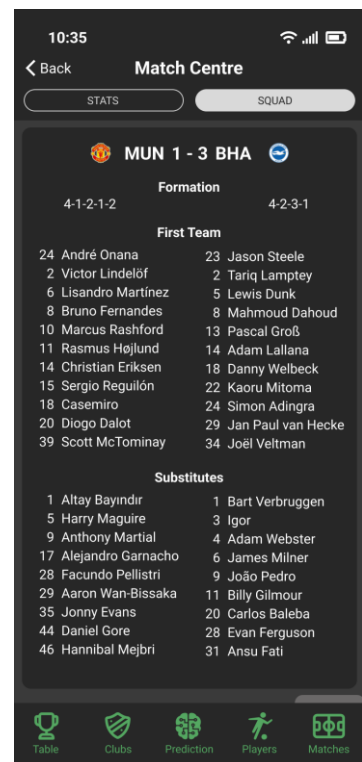 10:35
Back Match Centre
STATS SQUAD
MUN 1 - 3 BHA
Formation
4-1-2-1-2 4-2-3-1
First Team
24 André Onana
2 Victor Lindelöf
6 Lisandro Martínez
8 Bruno Fernandes
10 Marcus Rashford
11 Rasmus Højlund
14 Christian Eriksen
15 Sergio Reguilón
18 Casemiro
20 Diogo Dalot
39 Scott McTominay
23 Jason Steele
2 Tariq Lamptey
5 Lewis Dunk
8 Mahmoud Dahoud
13 Pascal Groß
14 Adam Lallana
18 Danny Welbeck
22 Kaoru Mitoma
24 Simon Adingra
29 Jan Paul van Hecke
34 Joël Veltman
Substitutes
1 Altay Bayındır
5 Harry Maguire
9 Anthony Martial
17 Alejandro Garnacho
28 Facundo Pellistri
29 Aaron Wan-Bissaka
35 Jonny Evans
44 Daniel Gore
46 Hannibal Mejbri
1 Bart Verbruggen
3 Igor
4 Adam Webster
6 James Milner
9 João Pedro
11 Billy Gilmour
20 Carlos Baleba
28 Evan Ferguson
31 Ansu Fati
Table Clubs Prediction Players Matches